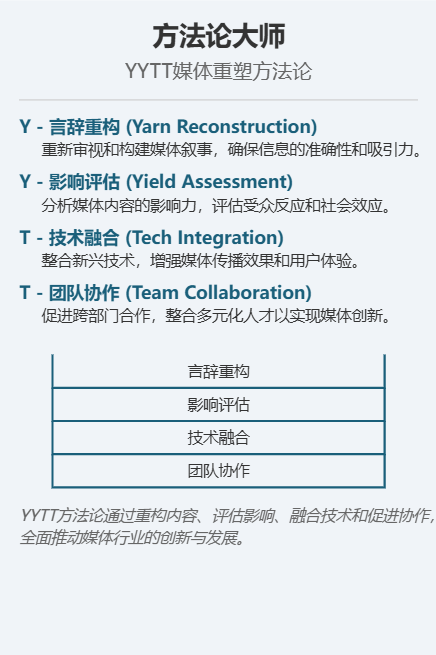 方法论大师
YYTT媒体重塑方法论
Y - 言辞重构 (Yarn Reconstruction)
重新审视和构建媒体叙事，确保信息的准确性和吸引力。
Y - 影响评估 (Yield Assessment)
分析媒体内容的影响力，评估受众反应和社会效应。
T - 技术融合 (Tech Integration)
整合新兴技术，增强媒体传播效果和用户体验。
T - 团队协作 (Team Collaboration)
促进跨部门合作，整合多元化人才以实现媒体创新。
言辞重构
影响评估
技术融合
团队协作
YYTT方法论通过重构内容、评估影响、融合技术和促进协作，
全面推动媒体行业的创新与发展。